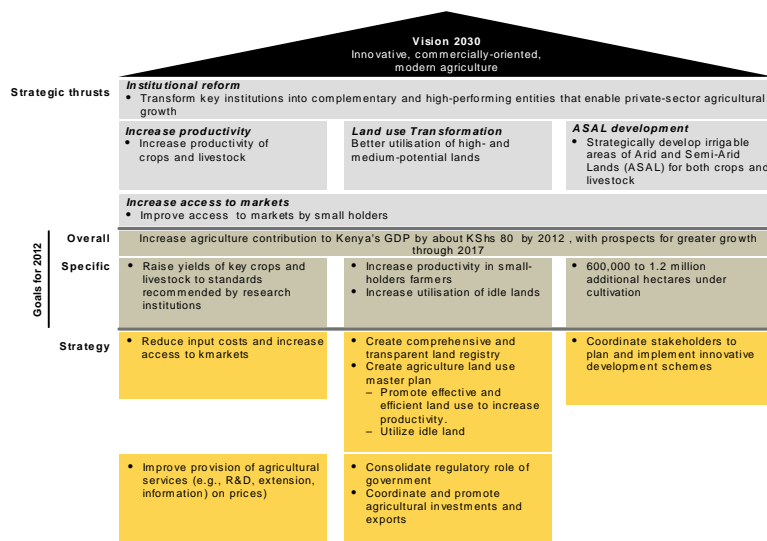 Vision 2030
Innovative, commercially-oriented,
modern agriculture
Strategic thrusts
Institutional reform
• Transform key institutions into complementary and high-performing entities that enable private-sector agricultural
growth
Increase productivity
• Increase productivity of
crops and livestock
Land use Transformation
Better utilisation of high- and
medium-potential lands
ASAL development
• Strategically develop irrigable
areas of Arid and Semi-Arid
Lands (ASAL) for both crops and
livestock
Increase access to markets
• Improve access to markets by small holders
Goals for 2012
Overall
Increase agriculture contribution to Kenya's GDP by about KShs 80 by 2012 , with prospects for greater growth
through 2017
Specific
• Raise yields of key crops and
livestock to standards
recommended by research
institutions
• Increase productivity in small-
holders farmers
• Increase utilisation of idle lands
• 600,000 to 1.2 million
additional hectares under
cultivation
Strategy
• Reduce input costs and increase
access to kmarkets
• Create comprehensive and
transparent land registry
• Create agriculture land use
master plan
– Promote effective and
efficient land use to increase
productivity.
– Utilize idle land
• Coordinate stakeholders to
plan and implement innovative
development schemes
• Improve provision of agricultural
services (e.g., R&D, extension,
information) on prices)
• Consolidate regulatory role of
government
• Coordinate and promote
agricultural investments and
exports